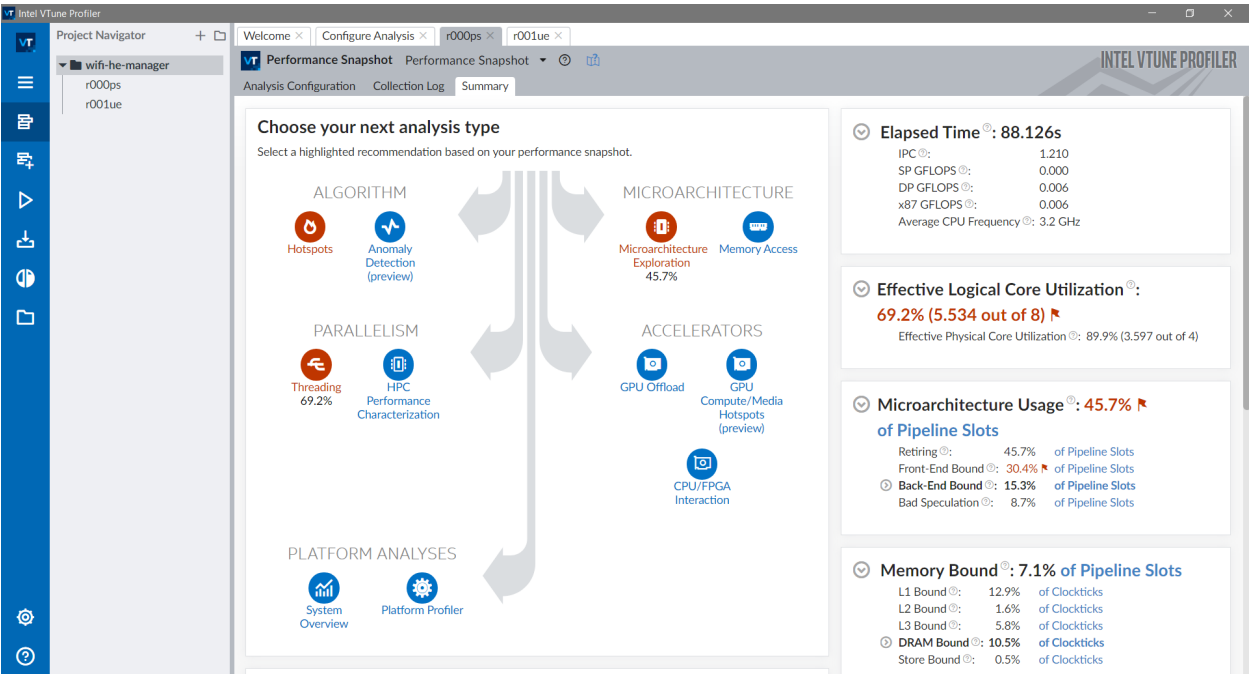 VT Intel VTune Profiler
VT
Project Navigator
wifi-he-manager
r000ps
r001ue
Welcome
Configure Analysis
r000ps
r001ue
VT Performance Snapshot Performance Snapshot
INTEL VTUNE PROFILER
Analysis Configuration Collection Log Summary
Choose your next analysis type
Select a highlighted recommendation based on your performance snapshot.
ALGORITHM
Hotspots
Anomaly
Detection
(preview)
MICROARCHITECTURE
Microarchitecture
Exploration
45.7%
Memory Access
PARALLELISM
Threading
69.2%
HPC
Performance
Characterization
ACCELERATORS
GPU Offload
GPU
Compute/Media
Hotspots
(preview)
CPU/FPGA
Interaction
PLATFORM ANALYSES
System
Overview
Platform Profiler
Elapsed Time: 88.126s
IPC: 1.210
SP GFLOPS: 0.000
DP GFLOPS: 0.006
x87 GFLOPS: 0.006
Average CPU Frequency: 3.2 GHz
Effective Logical Core Utilization:
69.2% (5.534 out of 8)
Effective Physical Core Utilization: 89.9% (3.597 out of 4)
Microarchitecture Usage: 45.7%
of Pipeline Slots
Retiring: 45.7% of Pipeline Slots
Front-End Bound: 30.4% of Pipeline Slots
Back-End Bound: 15.3% of Pipeline Slots
Bad Speculation: 8.7% of Pipeline Slots
Memory Bound: 7.1% of Pipeline Slots
L1 Bound: 12.9% of Clockticks
L2 Bound: 1.6% of Clockticks
L3 Bound: 5.8% of Clockticks
DRAM Bound: 10.5% of Clockticks
Store Bound: 0.5% of Clockticks